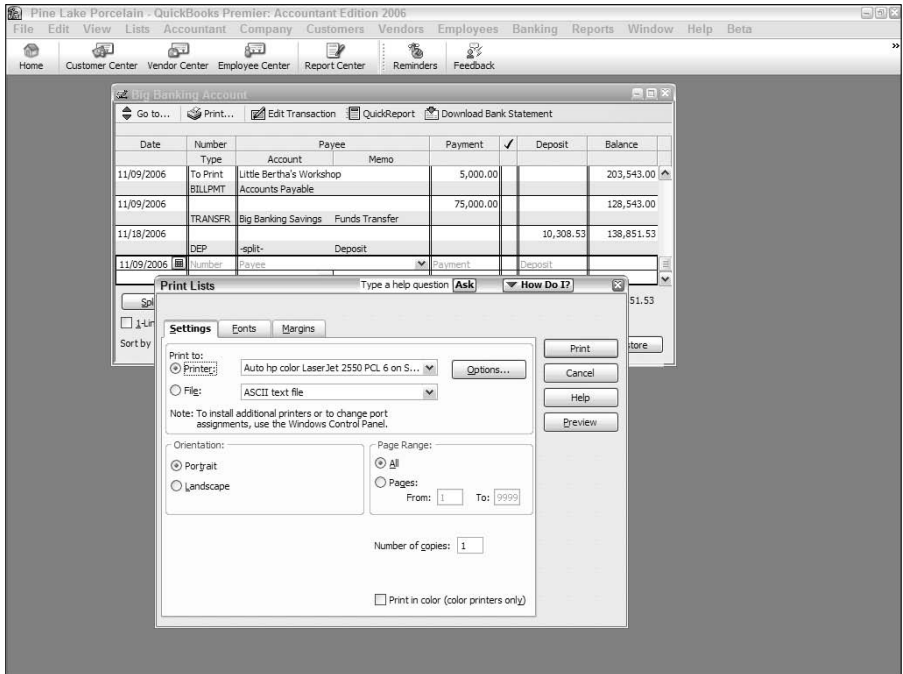 Pine Lake Porcelain - QuickBooks Premier: Accountant Edition 2006
File Edit View Lists Accountant Company Customers Vendors Employees Banking Reports Window Help Beta
Home Customer Center Vendor Center Employee Center Report Center Reminders Feedback »
Big Banking Account
Go to... Print... Edit Transaction QuickReport Download Bank Statement
Date Number Payee Payment ✓ Deposit Balance
Type Account Memo
11/09/2006 To Print Little Bertha's Workshop 5,000.00 203,543.00
BILLPMT Accounts Payable
11/09/2006 75,000.00 128,543.00
TRANSFR Big Banking Savings Funds Transfer
11/18/2006 10,308.53 138,851.53
DEP -split- Deposit
11/09/2006 Number Payee Payment Deposit
Print Lists Type a help question Ask How Do I?
Spl 51.53
1-Lin
Settings Fonts Margins
Sort by tore
Print to:
Printer: Auto hp color LaserJet 2550 PCL 6 on S... Options...
File: ASCII text file
Note: To install additional printers or to change port
assignments, use the Windows Control Panel.
Print
Cancel
Help
Preview
Orientation:
Portrait
Landscape
Page Range:
All
Pages:
From: 1 To: 9999
Number of copies: 1
Print in color (color printers only)